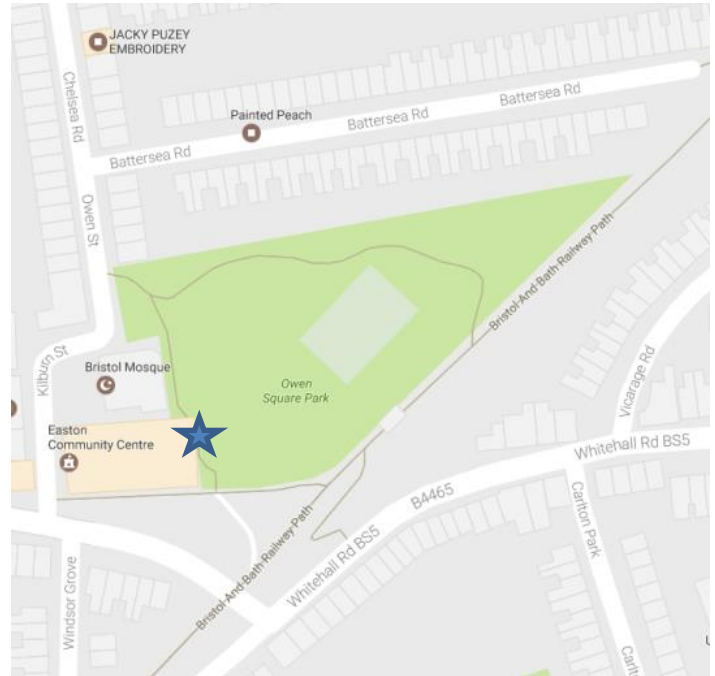 JACKY PUZEY
EMBROIDERY
Chelsea Rd
Painted Peach
Battersea Rd
Battersea Rd
Battersea Rd
Owen St
Bristol And Bath Railway Path
Kilburn St
Bristol Mosque
Owen
Square Park
Vicarage Rd
Easton
Community Centre
Whitehall Rd BS5
B4465
Carlton Park
Whitehall Rd BS5
Bristol And Bath Railway Path
Windsor Grove